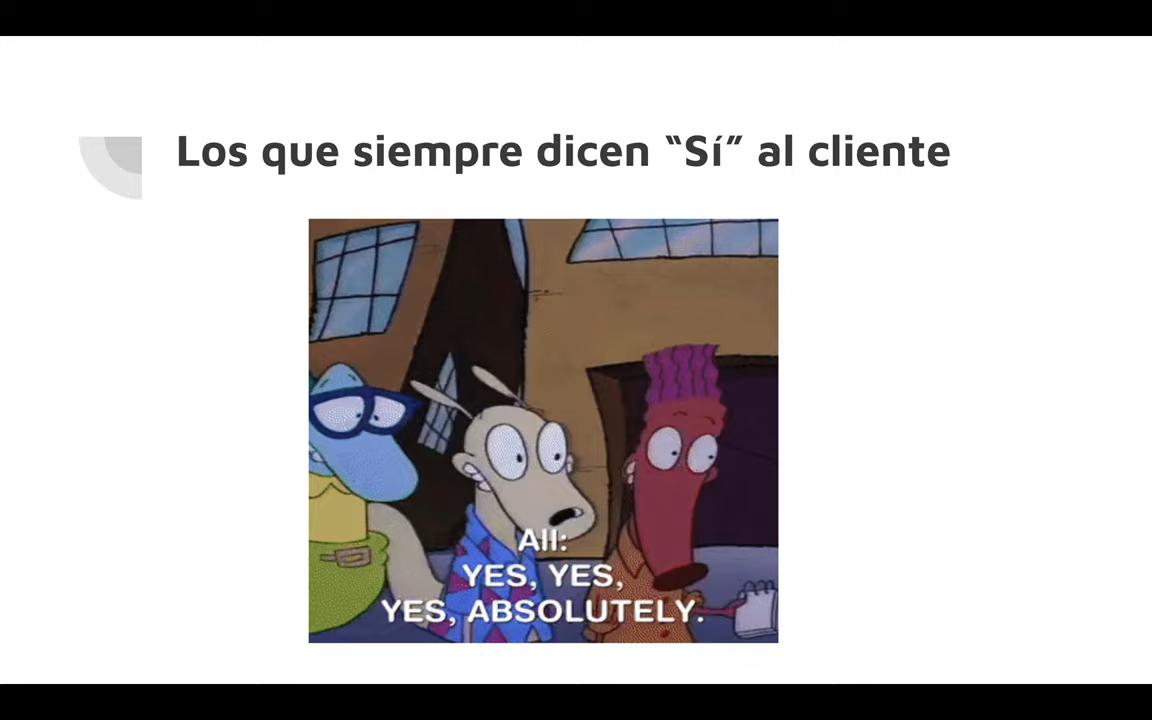 Los que siempre dicen “Sí” al cliente
All:
YES, YES,
YES, ABSOLUTELY.